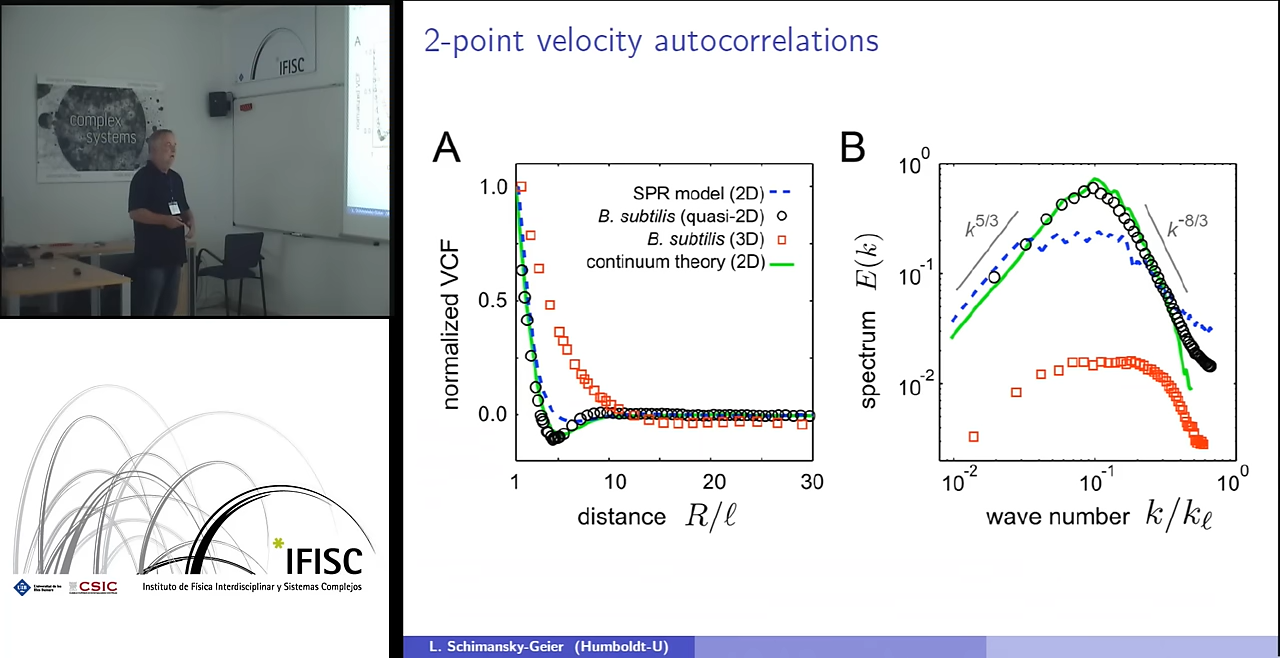 complex
systems
IFISC
A
2-point velocity autocorrelations
A
normalized VCF
1.0
0.5
0.0
SPR model (2D)
B. subtilis (quasi-2D)
B. subtilis (3D)
continuum theory (2D)
1 10 20 30
distance R/ℓ
B
spectrum E(k)
10^0
10^-1
10^-2
k^5/3
k^-8/3
10^-2 10^-1 10^0
wave number k/k_ℓ
*IFISC
CSIC
Instituto de Física Interdisciplinar y Sistemas Complejos
L. Schimansky-Geier (Humboldt-U)